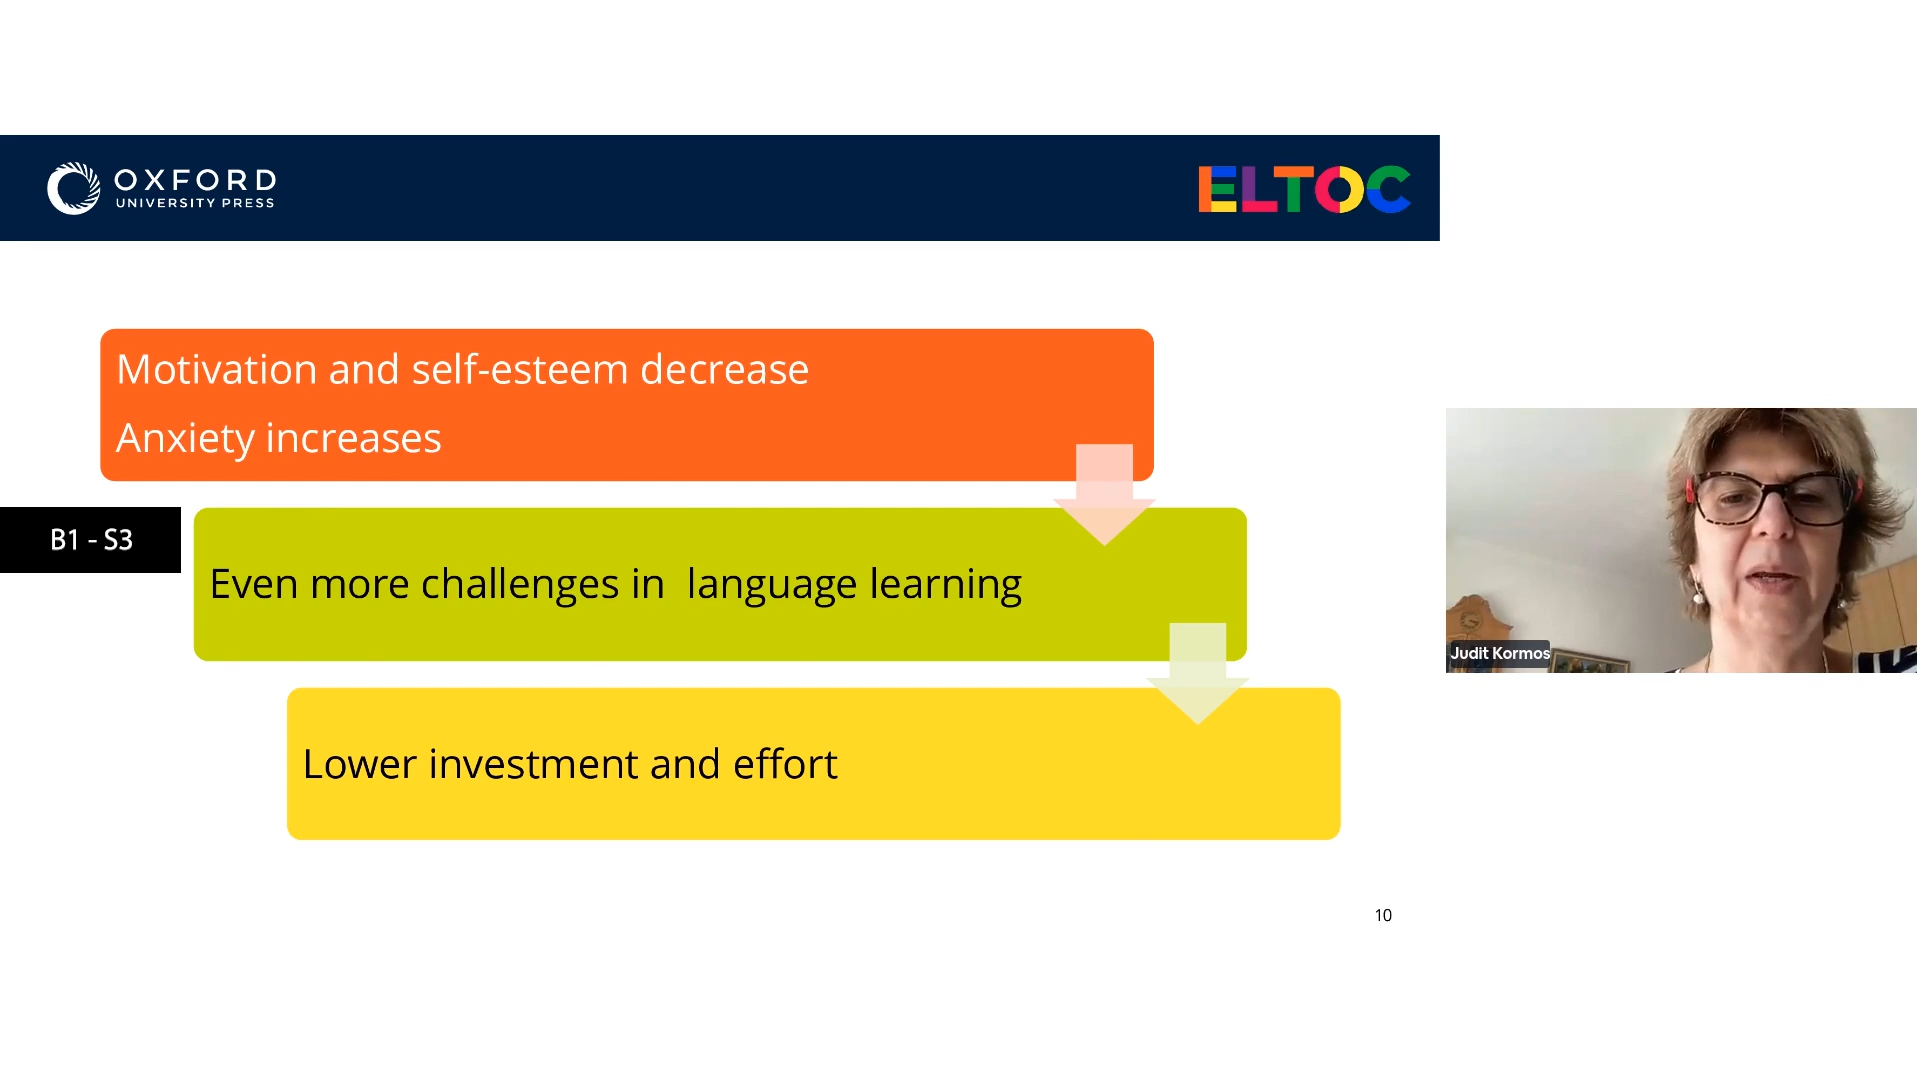 OXFORD
UNIVERSITY PRESS
ELTOC
Motivation and self-esteem decrease
Anxiety increases
B1 - S3
Even more challenges in  language learning
Judit Kormos
Lower investment and effort
10